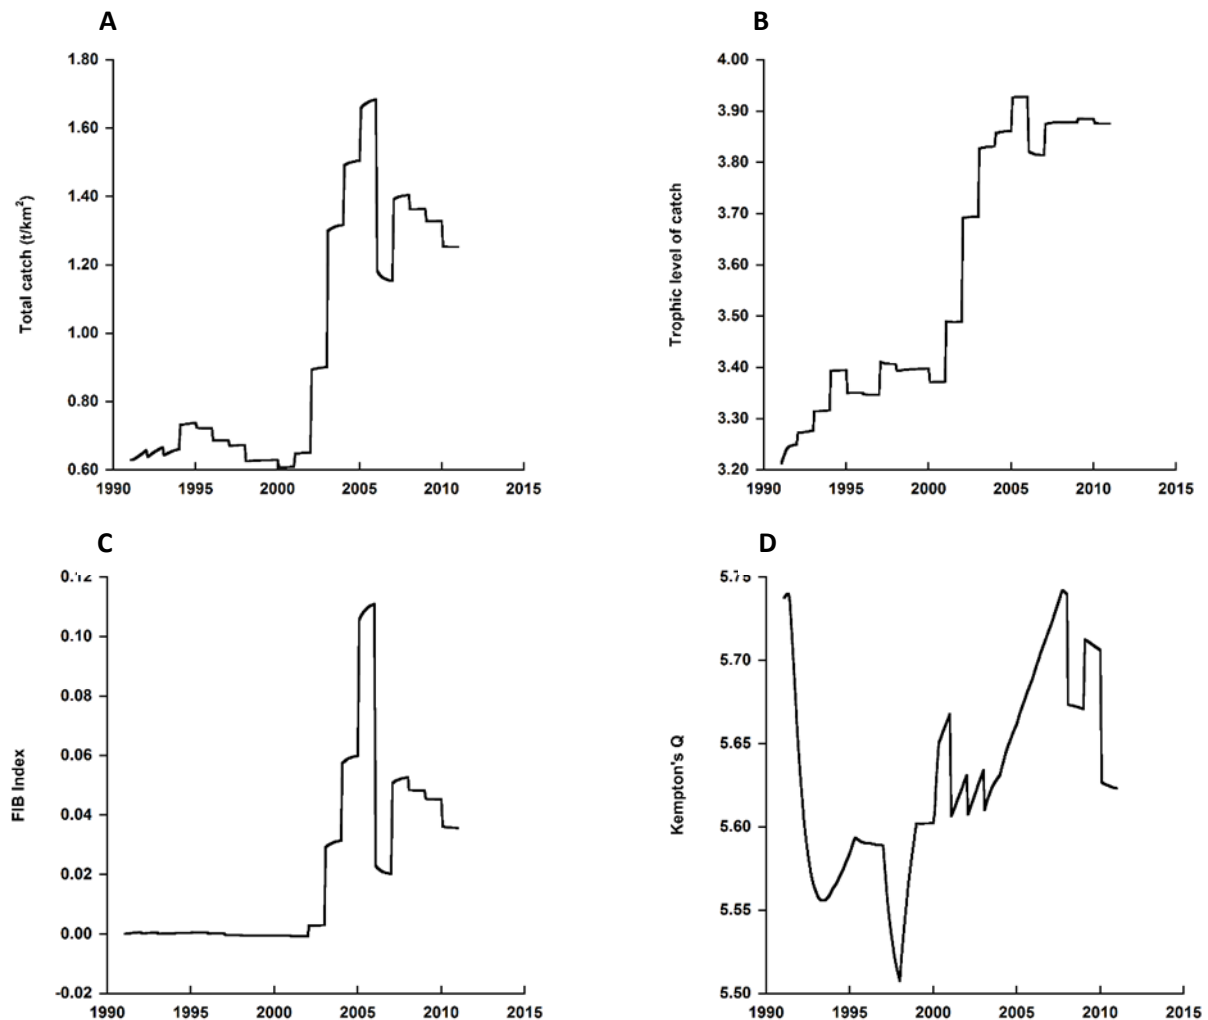 A
1.80
1.60
1.40
1.20
1.00
0.80
0.60
Total catch (t/km²)
1990 1995 2000 2005 2010 2015
B
4.00
3.90
3.80
3.70
3.60
3.50
3.40
3.30
3.20
Trophic level of catch
1990 1995 2000 2005 2010 2015
C
0.12
0.10
0.08
0.06
0.04
0.02
0.00
-0.02
FIB Index
1990 1995 2000 2005 2010 2015
D
5.75
5.70
5.65
5.60
5.55
5.50
Kempton's Q
1990 1995 2000 2005 2010 2015